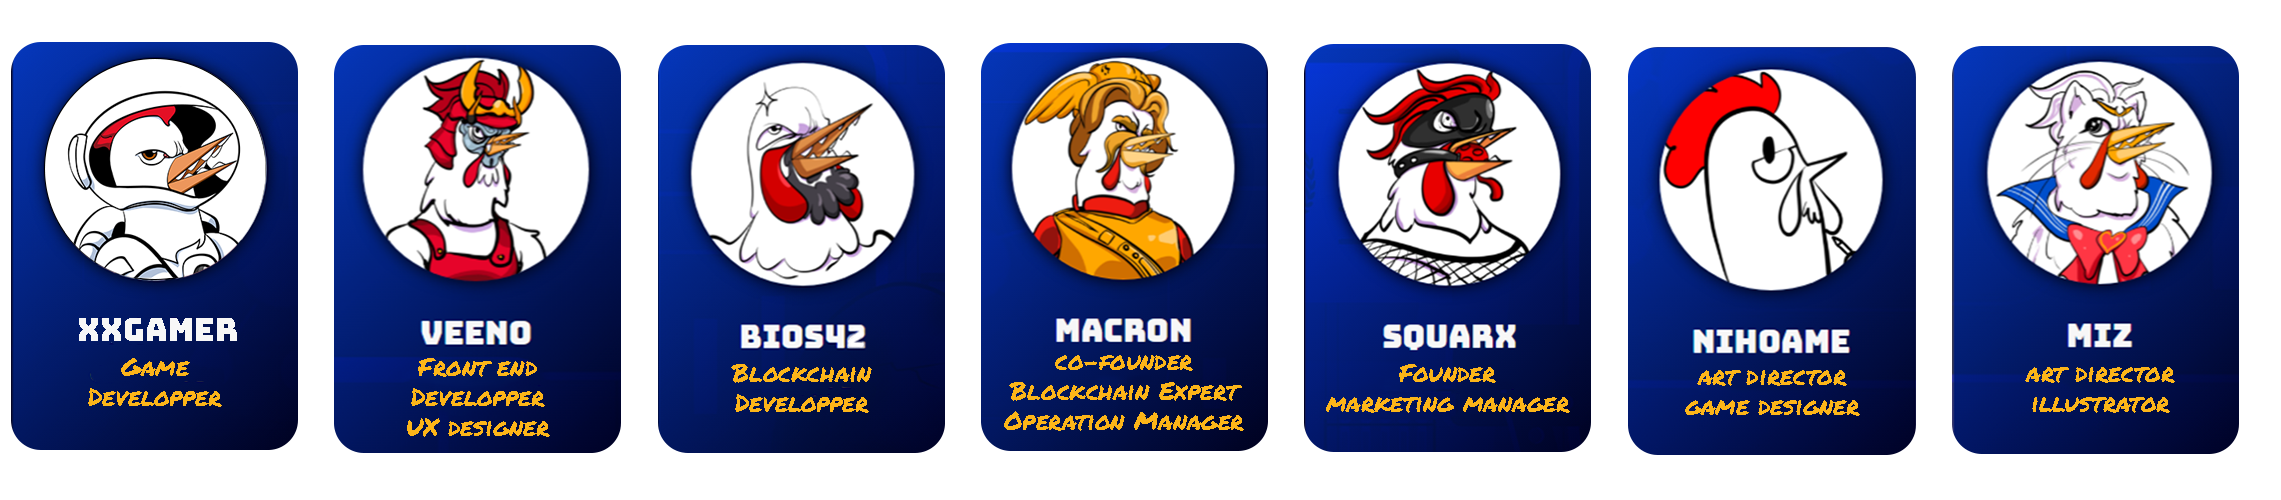 XXGAMER
Game
Developper
VEENO
Front end
Developper
UX designer
BIOS42
Blockchain
Developper
MACRON
co-founder
Blockchain Expert
Operation Manager
SQUARX
Founder
marketing manager
NIHOAME
art director
game designer
MIZ
art director
illustrator